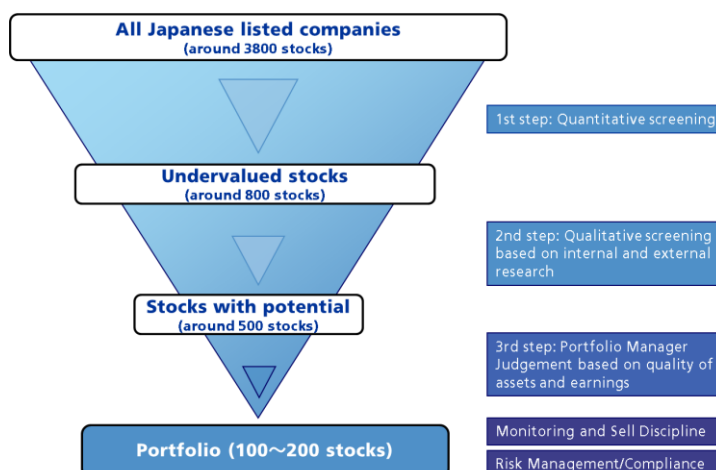 All Japanese listed companies
(around 3800 stocks)
1st step: Quantitative screening
Undervalued stocks
(around 800 stocks)
2nd step: Qualitative screening
based on internal and external
research
Stocks with potential
(around 500 stocks)
3rd step: Portfolio Manager
Judgement based on quality of
assets and earnings
Portfolio (100～200 stocks)
Monitoring and Sell Discipline
Risk Management/Compliance